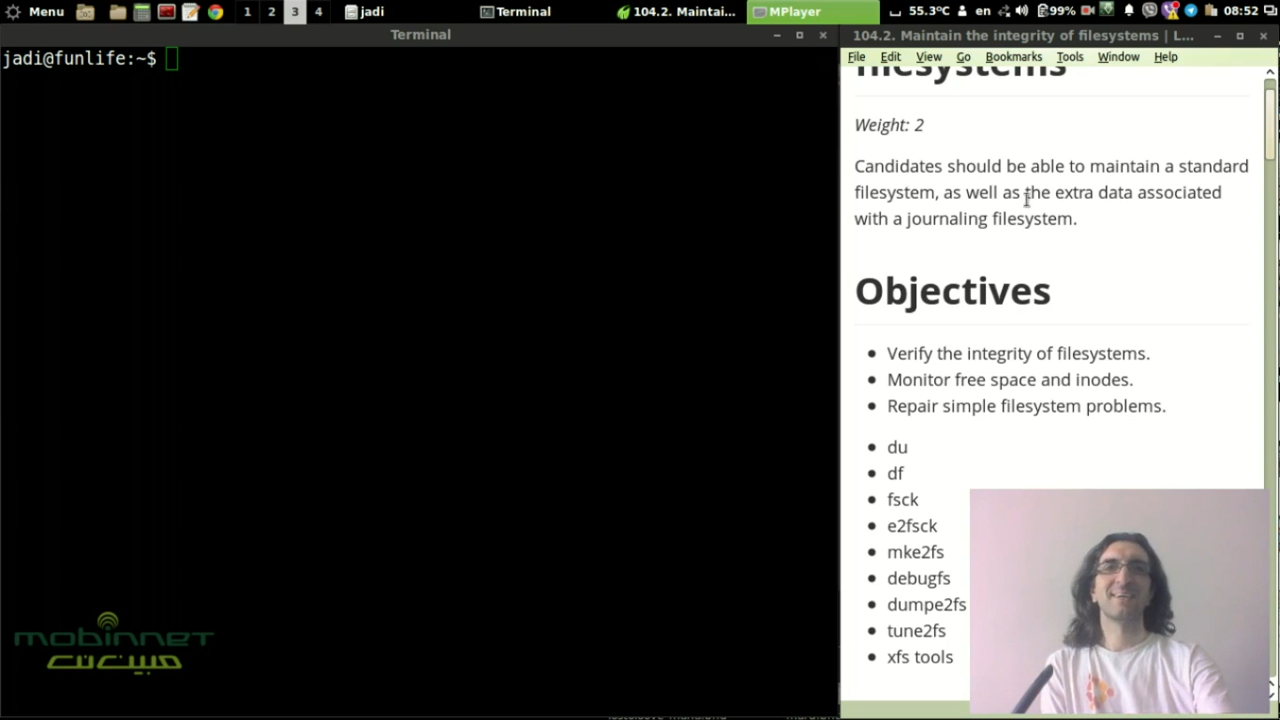 Menu
1 2 3 4
jadi
Terminal
104.2. Maintai...
MPlayer
55.3℃
en
99%
08:52
Terminal
104.2. Maintain the integrity of filesystems | L...
jadi@funlife:~$
File Edit View Go Bookmarks Tools Window Help
filesystems
Weight: 2
Candidates should be able to maintain a standard
filesystem, as well as the extra data associated
with a journaling filesystem.
Objectives
Verify the integrity of filesystems.
Monitor free space and inodes.
Repair simple filesystem problems.
du
df
fsck
e2fsck
mke2fs
debugfs
dumpe2fs
tune2fs
xfs tools
mobinnet
مبین‌نت